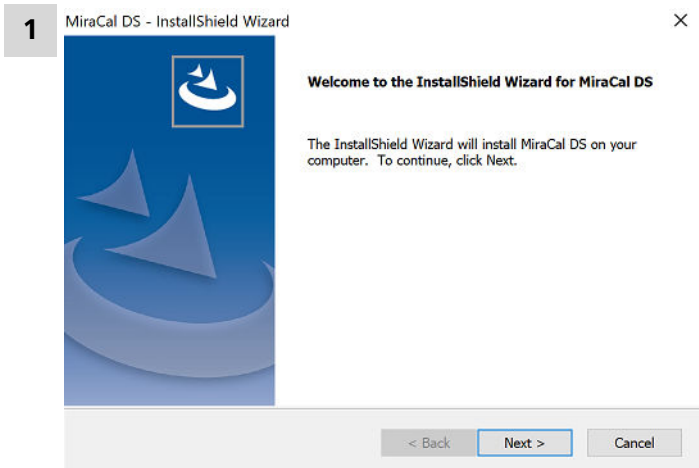 1
MiraCal DS - InstallShield Wizard
Welcome to the InstallShield Wizard for MiraCal DS
The InstallShield Wizard will install MiraCal DS on your
computer. To continue, click Next.
< Back Next > Cancel